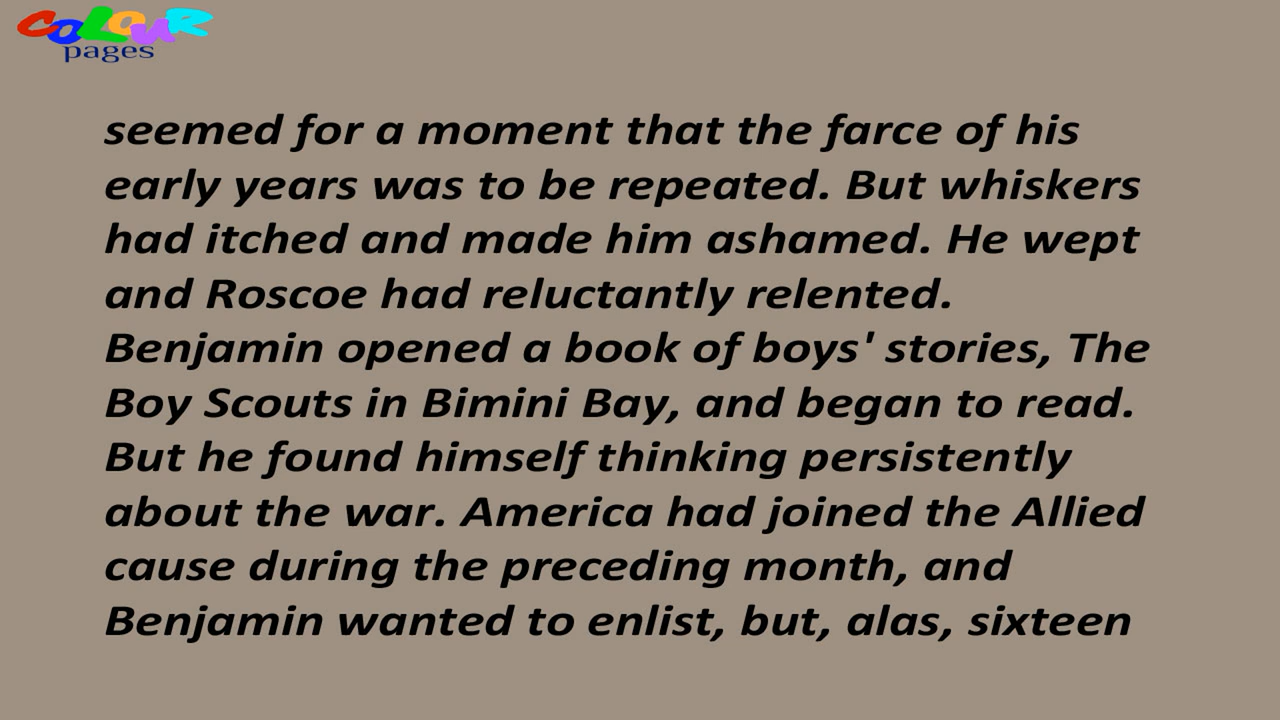 COLOUR
pages
seemed for a moment that the farce of his
early years was to be repeated. But whiskers
had itched and made him ashamed. He wept
and Roscoe had reluctantly relented.
Benjamin opened a book of boys' stories, The
Boy Scouts in Bimini Bay, and began to read.
But he found himself thinking persistently
about the war. America had joined the Allied
cause during the preceding month, and
Benjamin wanted to enlist, but, alas, sixteen